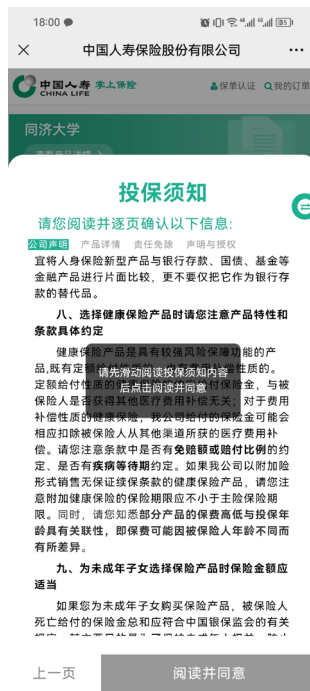 18:00
85
中国人寿保险股份有限公司
中国人寿
CHINA LIFE
掌上保险
保单认证
我的订单
同济大学
投保须知
请您阅读并逐页确认以下信息:
公司声明 产品详情 责任免除 声明与授权
宜将人身保险新型产品与银行存款、国债、基金等
金融产品进行片面比较，更不要仅把它作为银行存
款的替代品。
八、选择健康保险产品时请您注意产品特性和
条款具体约定
健康保险产品是具有较强风险保障功能的产
品,既有定额给付性质的
性质的。
请先滑动阅读投保须知内容
后点击阅读并同意
定额给付性质的
付保险金，与被
保险人是否获得其他医疗费用补偿无关；对于费用
补偿性质的健康保险，我公司给付的保险金可能会
相应扣除被保险人从其他渠道所获的医疗费用补
偿。请您注意条款中是否有免赔额或赔付比例的约
定、是否有疾病等待期约定。如果我公司以附加险
形式销售无保证续保条款的健康保险产品，请您注
意附加健康保险的保险期限应不小于主险保险期
限。同时，请您知悉部分产品的保费高低与投保年
龄具有关联性，即保费可能因被保险人年龄不同而
有所差异。
九、为未成年子女选择保险产品时保险金额应
适当
如果您为未成年子女购买保险产品，被保险人
死亡给付的保险金总和应符合中国银保监会的有关
上一页
阅读并同意